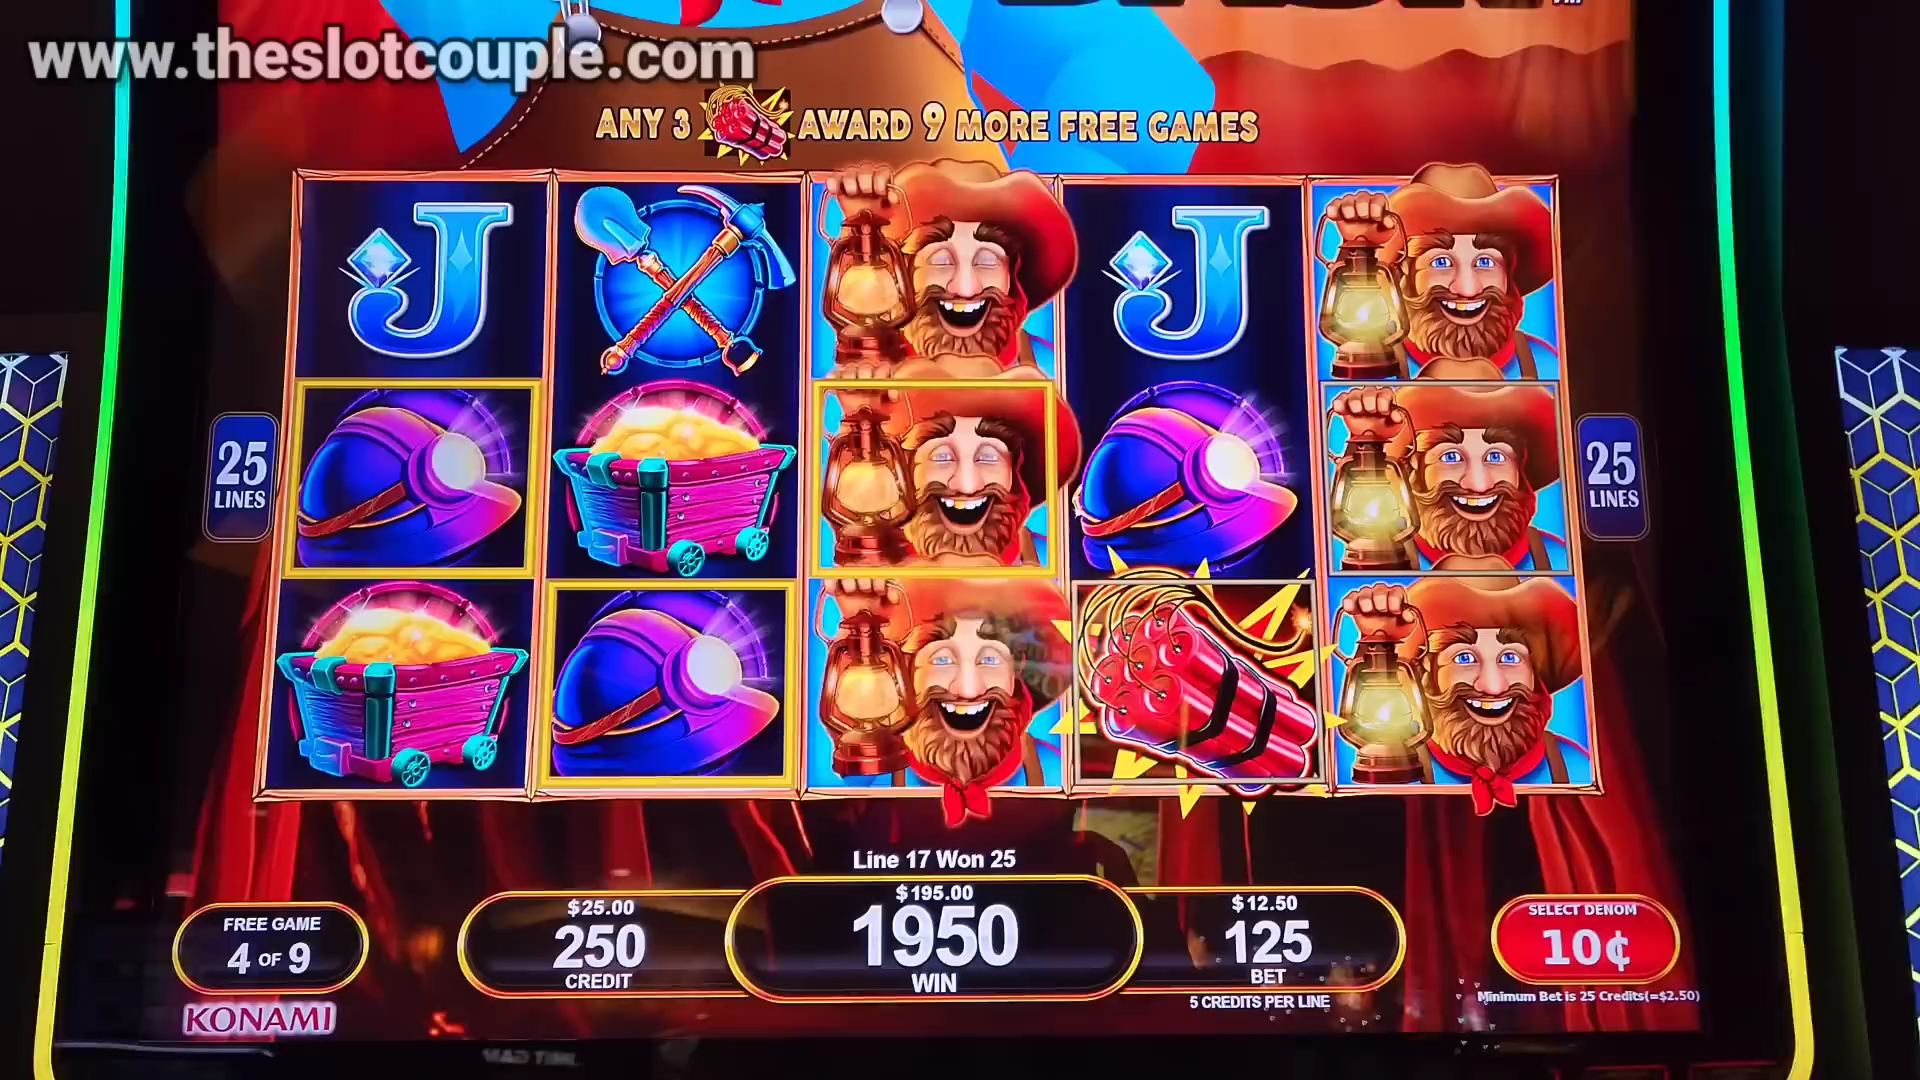 www.theslotcouple.com
ANY 3 AWARD 9 MORE FREE GAMES
J
J
25
LINES
25
LINES
Line 17 Won 25
FREE GAME
4 OF 9
$25.00
250
CREDIT
$195.00
1950
WIN
$12.50
125
BET
5 CREDITS PER LINE
SELECT DENOM
10¢
Minimum Bet is 25 Credits(=$2.50)
KONAMI